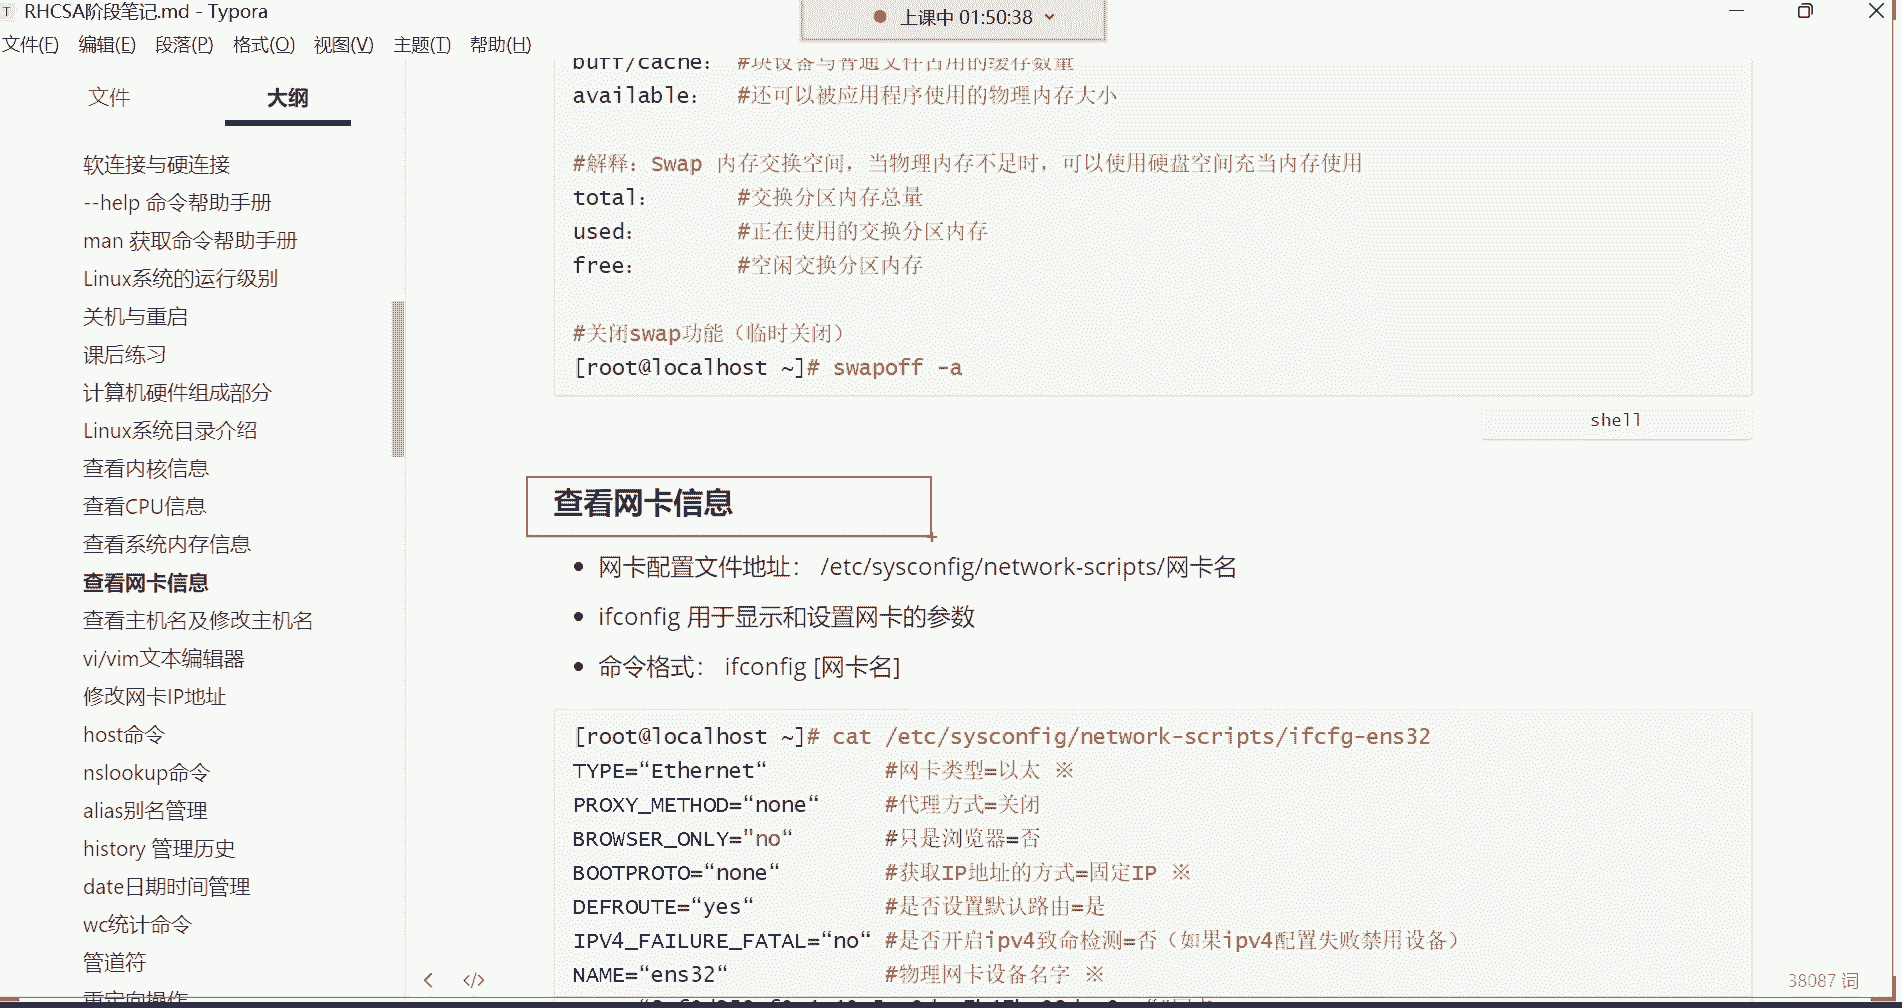 T RHCSA阶段笔记.md - Typora
上课中 01:50:38
文件(F) 编辑(E) 段落(P) 格式(O) 视图(V) 主题(T) 帮助(H)
文件 大纲
软连接与硬连接
--help 命令帮助手册
man 获取命令帮助手册
Linux系统的运行级别
关机与重启
课后练习
计算机硬件组成部分
Linux系统目录介绍
查看内核信息
查看CPU信息
查看系统内存信息
查看网卡信息
查看主机名及修改主机名
vi/vim文本编辑器
修改网卡IP地址
host命令
nslookup命令
alias别名管理
history 管理历史
date日期时间管理
wc统计命令
管道符
重定向操作
buff/cache： #块设备与普通文件占用的缓存数量
available： #还可以被应用程序使用的物理内存大小
#解释：Swap 内存交换空间，当物理内存不足时，可以使用硬盘空间充当内存使用
total： #交换分区内存总量
used： #正在使用的交换分区内存
free： #空闲交换分区内存
#关闭swap功能（临时关闭）
[root@localhost ~]# swapoff -a
shell
查看网卡信息
• 网卡配置文件地址： /etc/sysconfig/network-scripts/网卡名
• ifconfig 用于显示和设置网卡的参数
• 命令格式： ifconfig [网卡名]
[root@localhost ~]# cat /etc/sysconfig/network-scripts/ifcfg-ens32
TYPE=“Ethernet“ #网卡类型=以太 ※
PROXY_METHOD=“none“ #代理方式=关闭
BROWSER_ONLY="no“ #只是浏览器=否
BOOTPROTO=“none“ #获取IP地址的方式=固定IP ※
DEFROUTE=“yes“ #是否设置默认路由=是
IPV4_FAILURE_FATAL=“no“ #是否开启ipv4致命检测=否（如果ipv4配置失败禁用设备）
NAME=“ens32“ #物理网卡设备名字 ※
38087 词